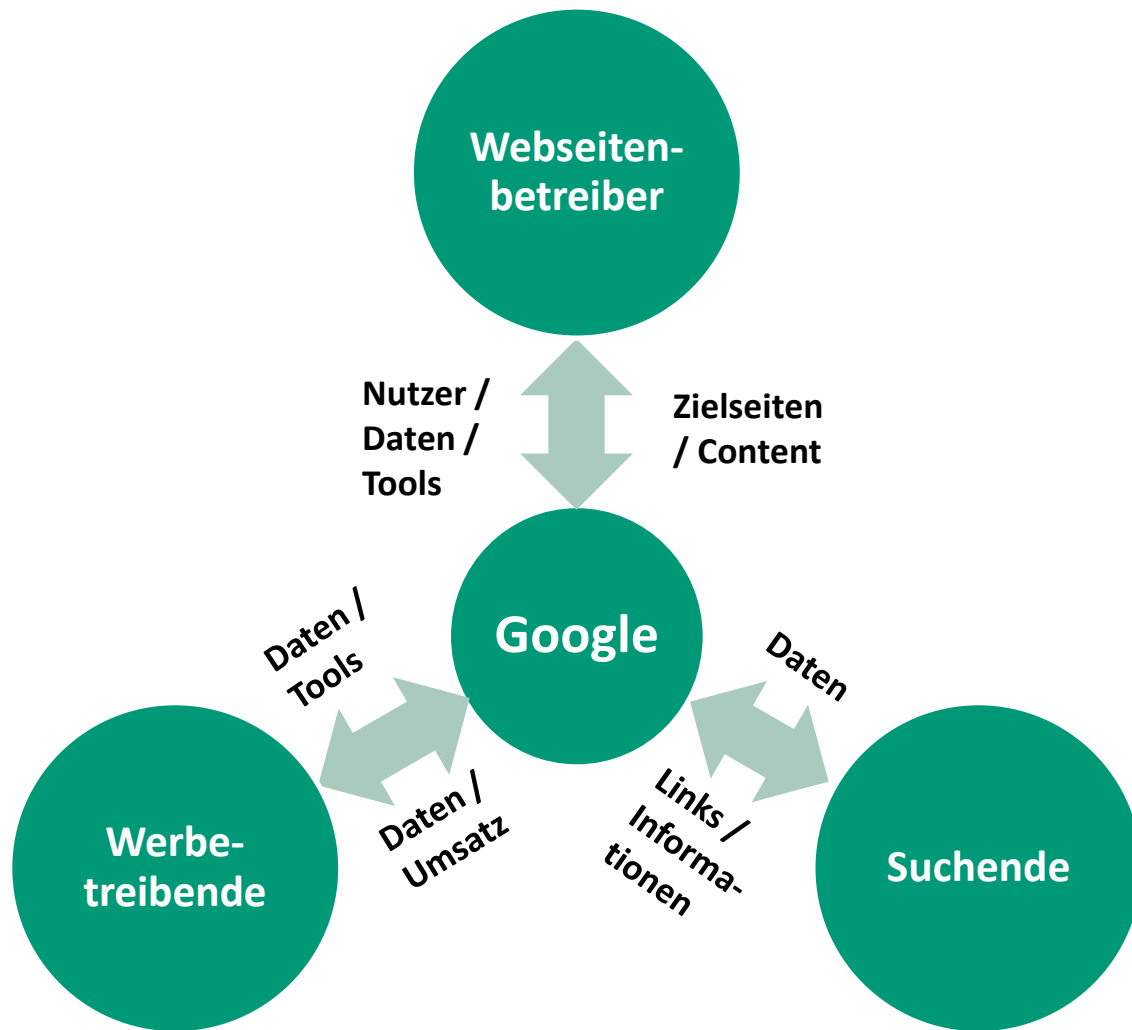 Webseiten-
betreiber
Nutzer /
Daten /
Tools
Zielseiten
/ Content
Google
Daten /
Tools
Daten /
Umsatz
Daten
Links /
Informa-
tionen
Werbe-
treibende
Suchende